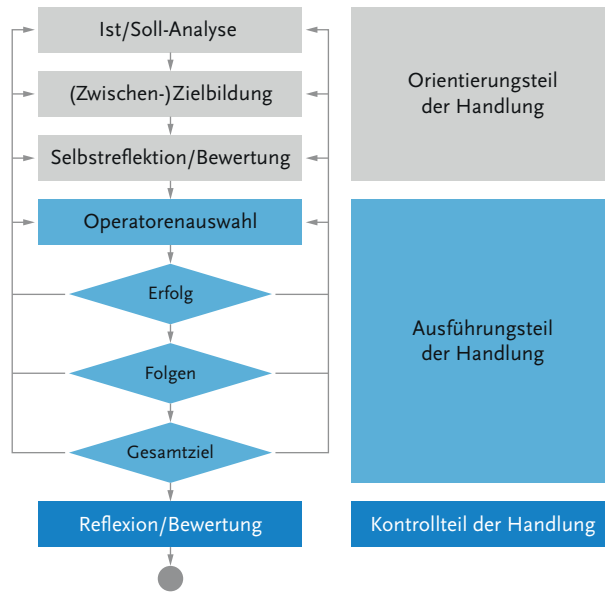 Ist/Soll-Analyse
(Zwischen-)Zielbildung
Selbstreflektion/Bewertung
Operatorenauswahl
Erfolg
Folgen
Gesamtziel
Reflexion/Bewertung
Orientierungsteil
der Handlung
Ausführungsteil
der Handlung
Kontrollteil der Handlung